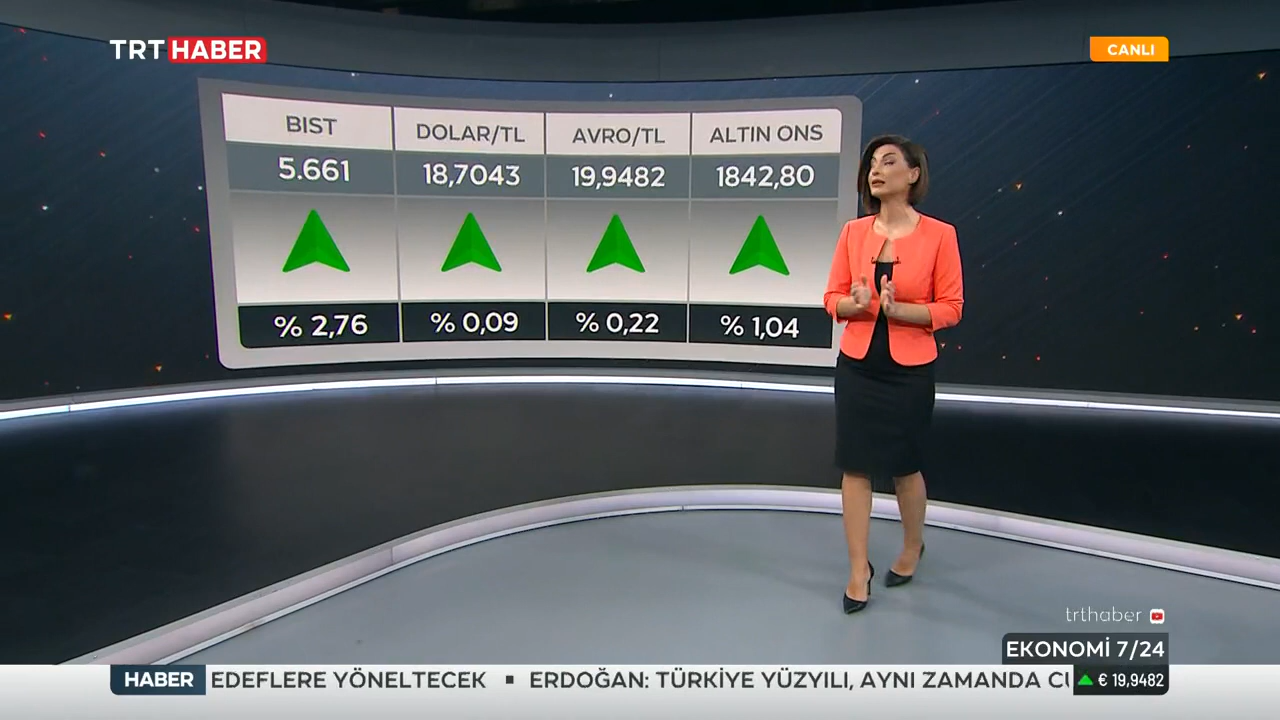 TRT HABER
CANLI
BIST DOLAR/TL AVRO/TL ALTIN ONS
5.661 18,7043 19,9482 1842,80
% 2,76 % 0,09 % 0,22 % 1,04
trthaber
EKONOMİ 7/24
HABER EDEFLERE YÖNELTECEK ▪ ERDOĞAN: TÜRKİYE YÜZYILI, AYNI ZAMANDA € 19,9482